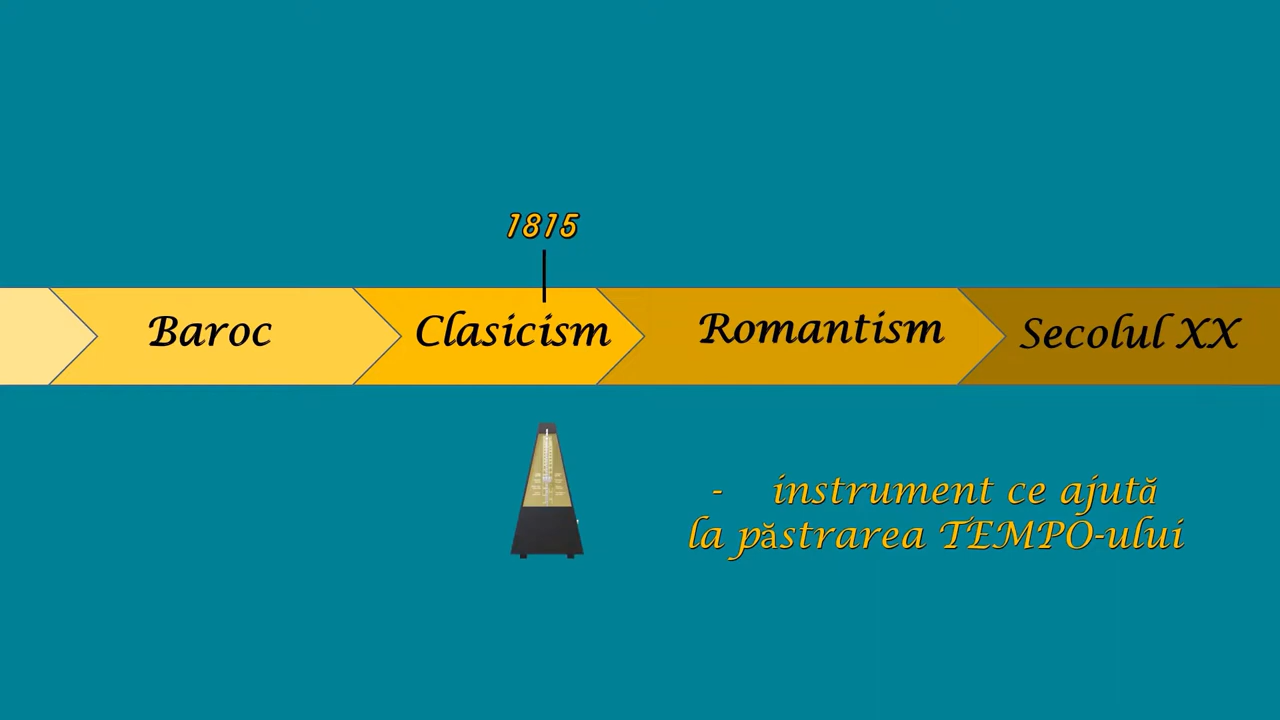 1815
Baroc
Clasicism
Romantism
Secolul XX
- instrument ce ajută
la păstrarea TEMPO-ului